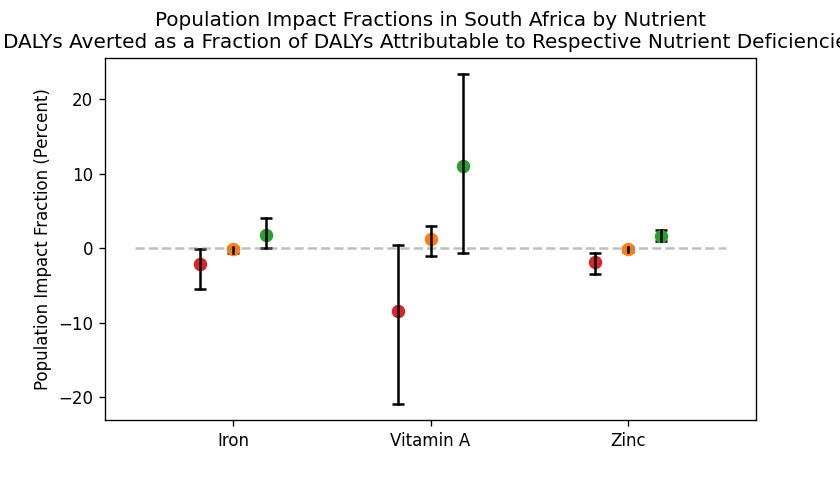 Population Impact Fractions in South Africa by Nutrient
DALYs Averted as a Fraction of DALYs Attributable to Respective Nutrient
Population Impact Fraction (Percent)
20
10
0
−10
−20
Iron
Vitamin A
Zinc